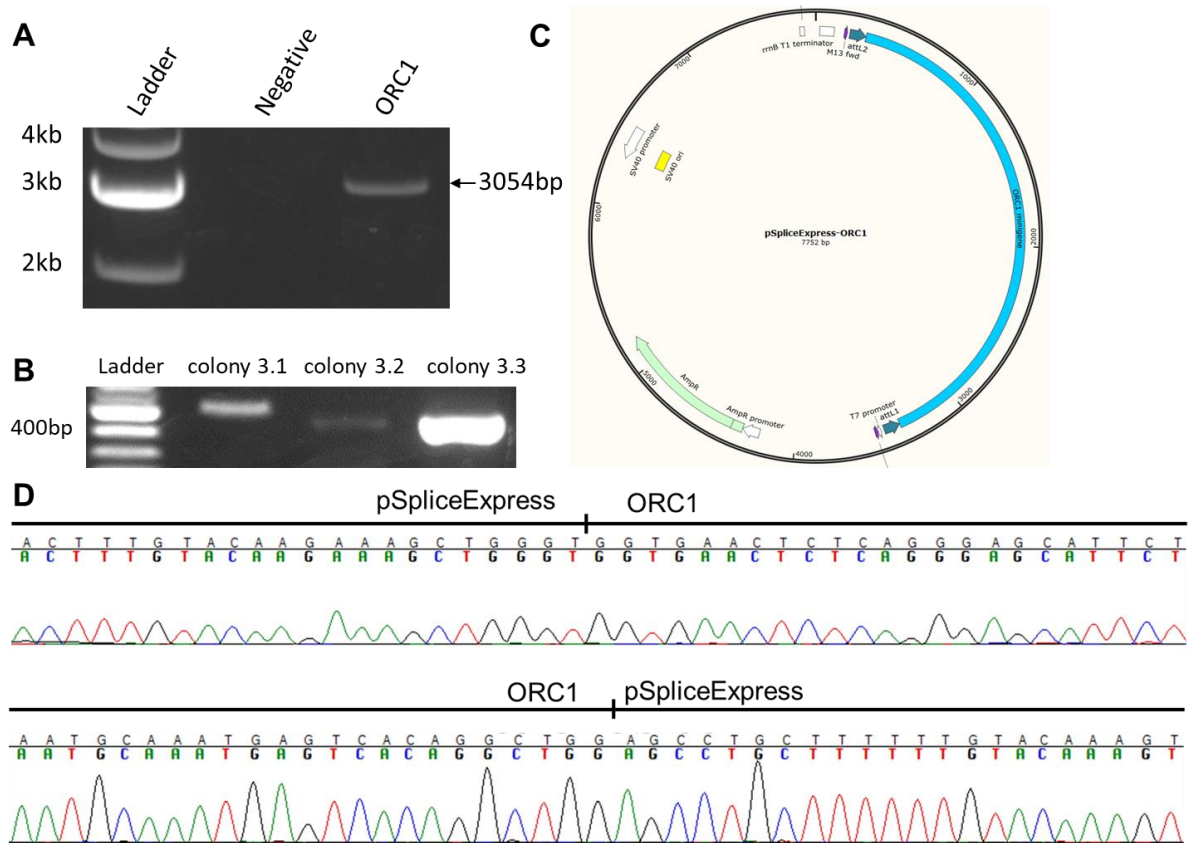 A
Ladder
Negative
ORC1
4kb
3kb
2kb
3054bp
B
Ladder
colony 3.1
colony 3.2
colony 3.3
400bp
C
rrnB T1 terminator
M13 fwd
attL2
1000
ORC1 minigene
2000
3000
attL1
T7 promoter
4000
AmpR promoter
AmpR
5000
6000
SV40 promoter
SV40 ori
7000
pSpliceExpress-ORC1
7752 bp
D
pSpliceExpress
ORC1
A C T T T G T A C A A G A A A G C T G G G T G G T G A A C T C T C A G G G A G C A T T C T
A C T T T G T A C A A G A A A G C T G G G T G G T G A A C T C T C A G G G A G C A T T C T
ORC1
pSpliceExpress
A A T G C A A A T G A G T C A C A G G C T G G A G C C T G C T T T T T T G T A C A A A G T
A A T G C A A A T G A G T C A C A G G C T G G A G C C T G C T T T T T T G T A C A A A G T